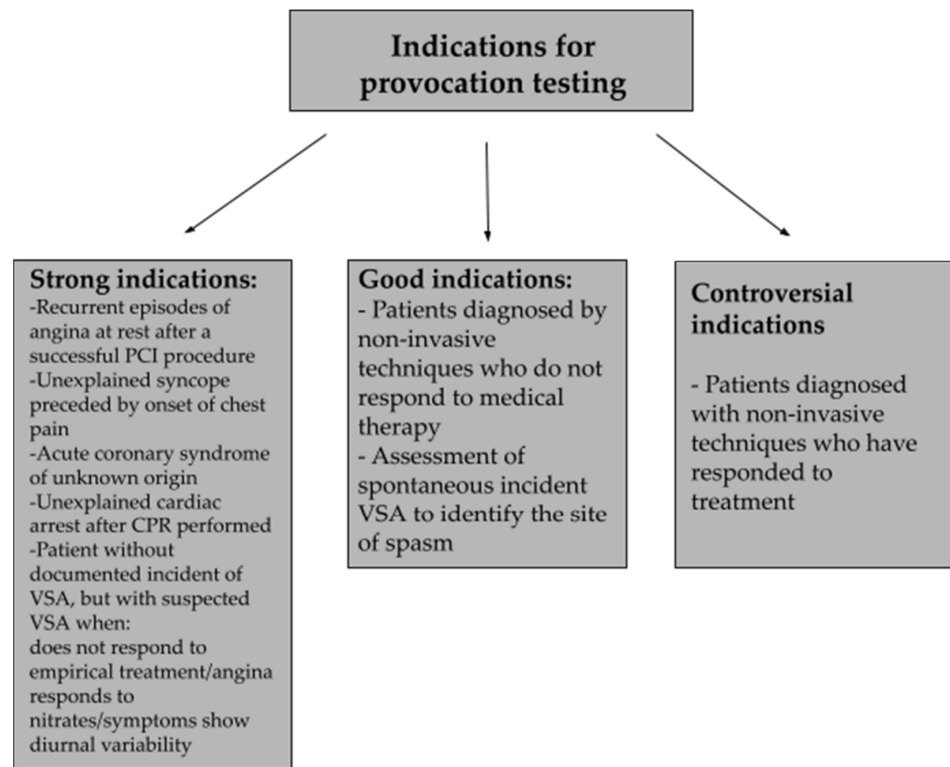 Indications for
provocation testing
Strong indications:
-Recurrent episodes of
angina at rest after a
successful PCI procedure
-Unexplained syncope
preceded by onset of chest
pain
-Acute coronary syndrome
of unknown origin
-Unexplained cardiac
arrest after CPR performed
-Patient without
documented incident of
VSA, but with suspected
VSA when:
does not respond to
empirical treatment/angina
responds to
nitrates/symptoms show
diurnal variability
Good indications:
- Patients diagnosed by
non-invasive
techniques who do not
respond to medical
therapy
- Assessment of
spontaneous incident
VSA to identify the site
of spasm
Controversial
indications
- Patients diagnosed
with non-invasive
techniques who have
responded to
treatment